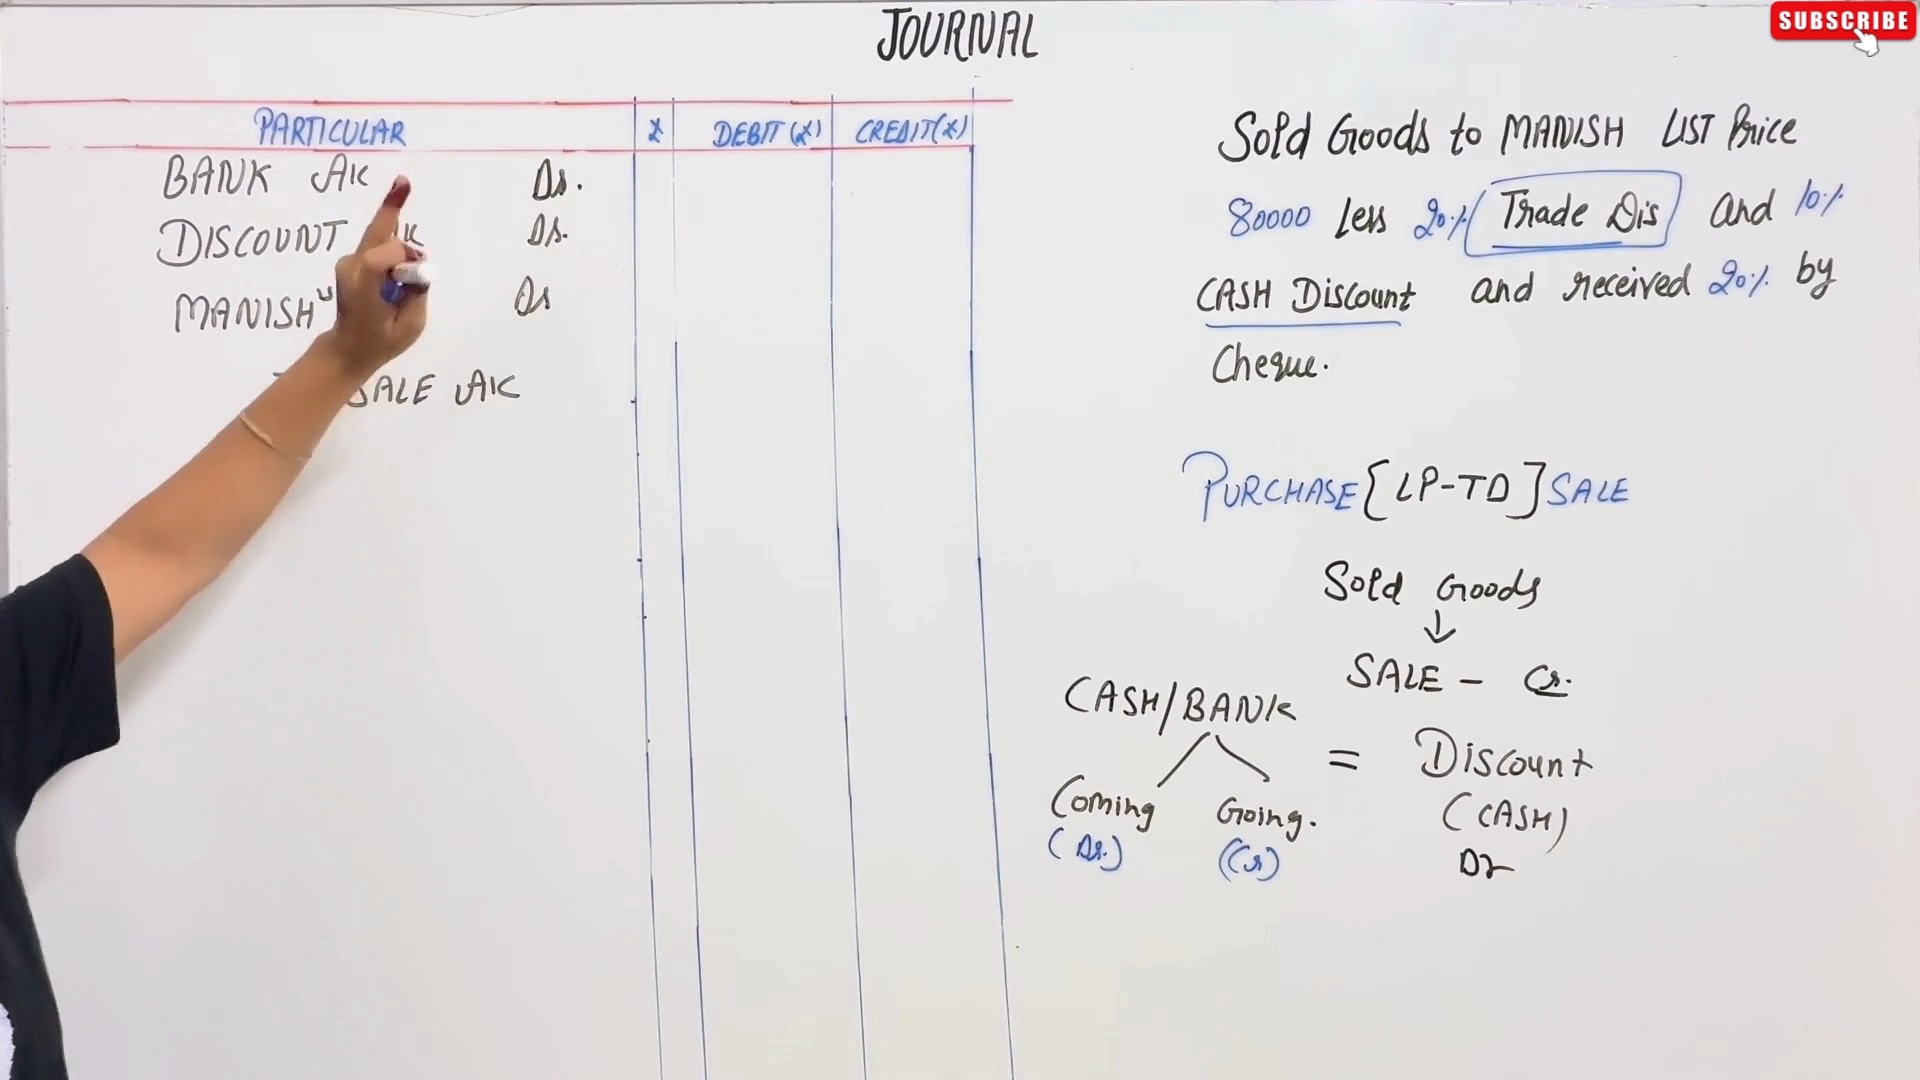 JOURNAL
SUBSCRIBE
PARTICULAR DEBIT (₹) CREDIT(₹)
BANK A/c Dr.
DISCOUNT Dr.
MANISH Dr
SALE A/c
Sold Goods to MANISH LIST Price
80000 Less 20% Trade Dis and 10%
CASH Discount and received 20% by
Cheque.
PURCHASE [LP-TD] SALE
Sold Goods
↓
SALE - Cr.
CASH/BANK = Discount
Coming Going. (CASH)
(Dr.) (Cr) Dr